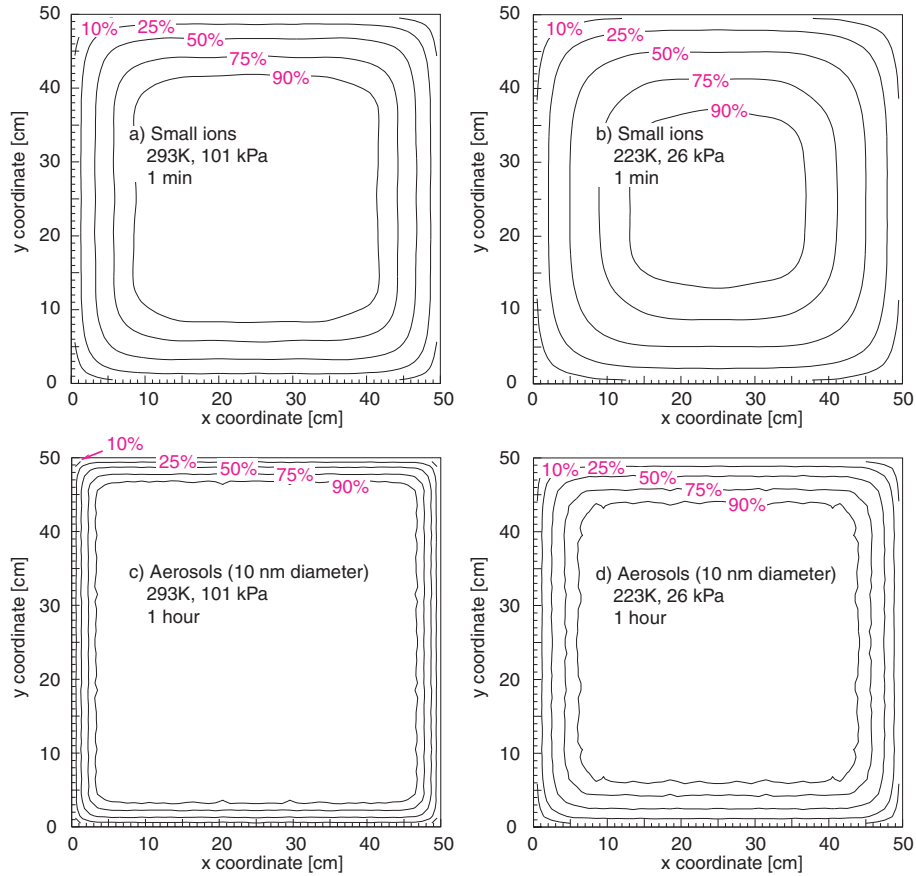 10% 25% 50% 75% 90%
a) Small ions
293K, 101 kPa
1 min
y coordinate [cm]
50
40
30
20
10
0
0 10 20 30 40 50
x coordinate [cm]
10% 25% 50% 75% 90%
b) Small ions
223K, 26 kPa
1 min
y coordinate [cm]
50
40
30
20
10
0
0 10 20 30 40 50
x coordinate [cm]
10% 25% 50% 75% 90%
c) Aerosols (10 nm diameter)
293K, 101 kPa
1 hour
y coordinate [cm]
50
40
30
20
10
0
0 10 20 30 40 50
x coordinate [cm]
10% 25% 50% 75% 90%
d) Aerosols (10 nm diameter)
223K, 26 kPa
1 hour
y coordinate [cm]
50
40
30
20
10
0
0 10 20 30 40 50
x coordinate [cm]